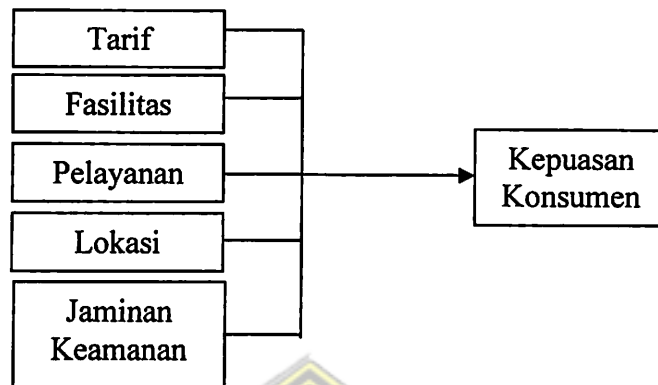 Tarif
Fasilitas
Pelayanan
Lokasi
Jaminan
Keamanan
Kepuasan
Konsumen